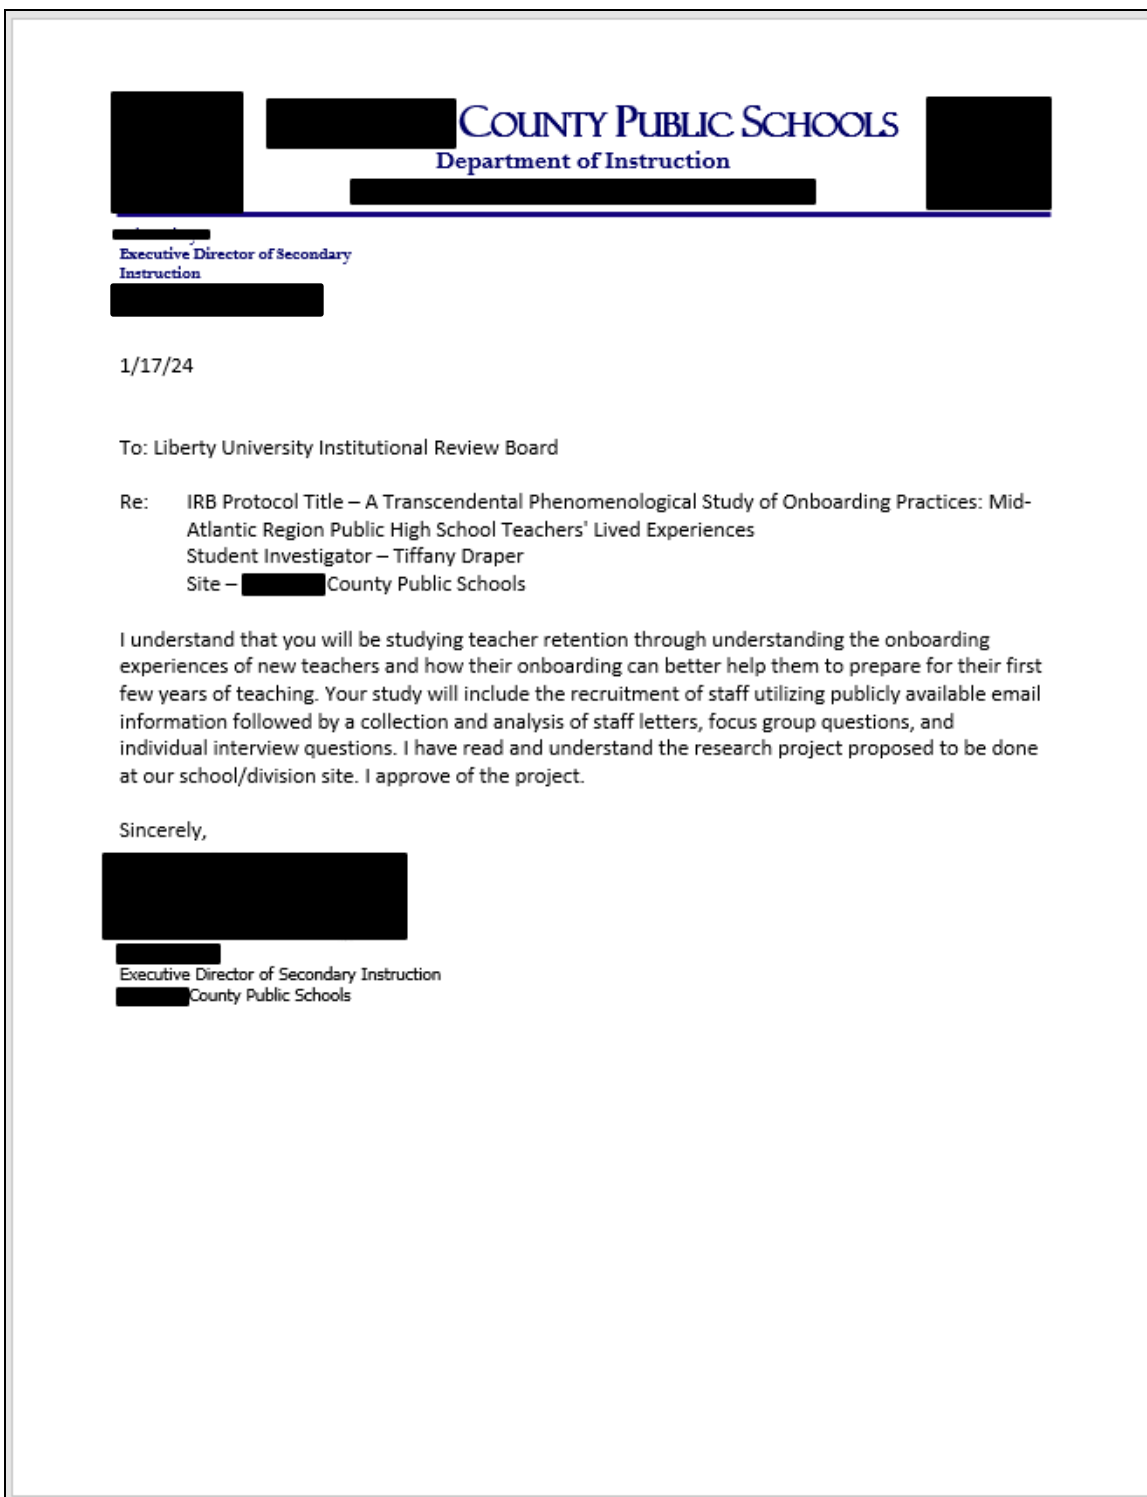 COUNTY PUBLIC SCHOOLS
Department of Instruction
Executive Director of Secondary
Instruction
1/17/24
To: Liberty University Institutional Review Board
Re: IRB Protocol Title – A Transcendental Phenomenological Study of Onboarding Practices: Mid-
Atlantic Region Public High School Teachers' Lived Experiences
Student Investigator – Tiffany Draper
Site – County Public Schools
I understand that you will be studying teacher retention through understanding the onboarding
experiences of new teachers and how their onboarding can better help them to prepare for their first
few years of teaching. Your study will include the recruitment of staff utilizing publicly available email
information followed by a collection and analysis of staff letters, focus group questions, and
individual interview questions. I have read and understand the research project proposed to be done
at our school/division site. I approve of the project.
Sincerely,
Executive Director of Secondary Instruction
County Public Schools